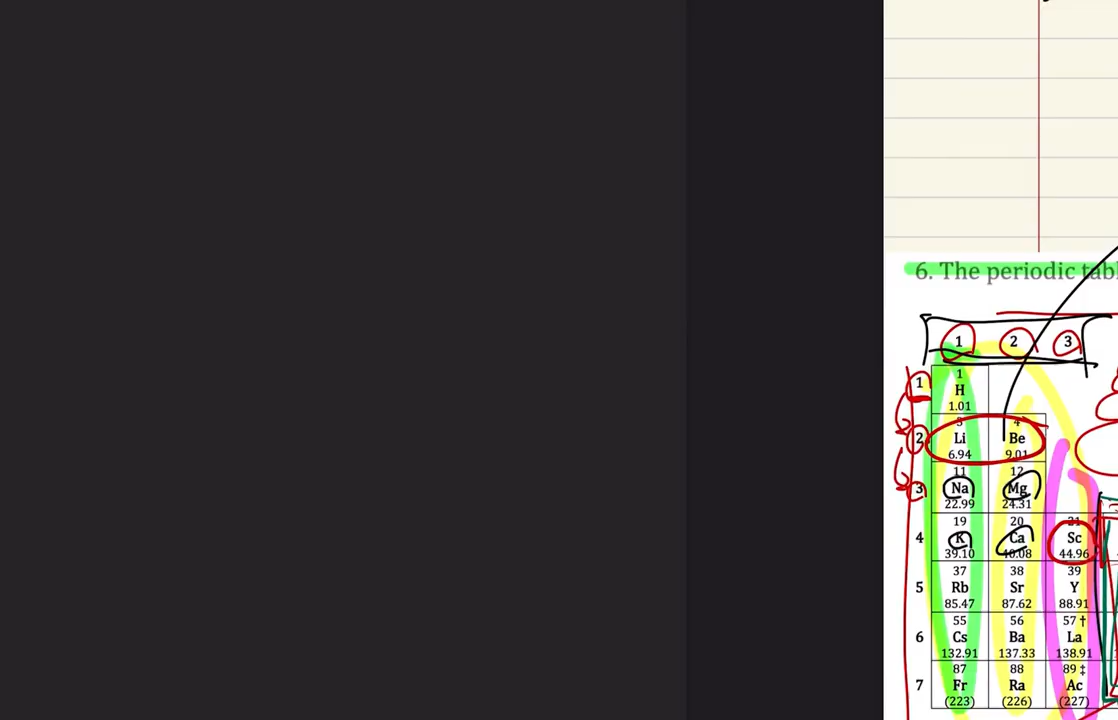 6. The periodic tabl
1 2 3
1 1
H
1.01
2 3 4
Li Be
6.94 9.01
11 12
3 Na Mg
22.99 24.31
19 20 21
4 K Ca Sc
39.10 40.08 44.96
37 38 39
5 Rb Sr Y
85.47 87.62 88.91
55 56 57 †
6 Cs Ba La
132.91 137.33 138.91
87 88 89 ‡
7 Fr Ra Ac
(223) (226) (227)